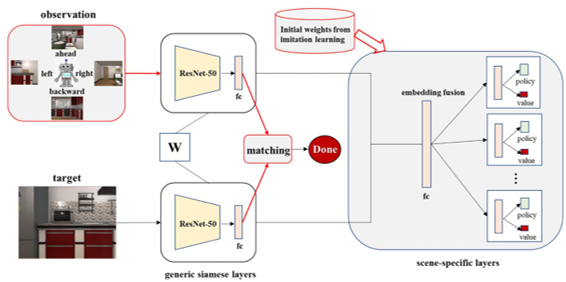 observation
ahead
left
right
backward
ResNet-50
fc
Initial weights from
imitation learning
W
matching
Done
target
ResNet-50
fc
generic siamese layers
embedding fusion
fc
policy
value
policy
value
...
policy
value
scene-specific layers